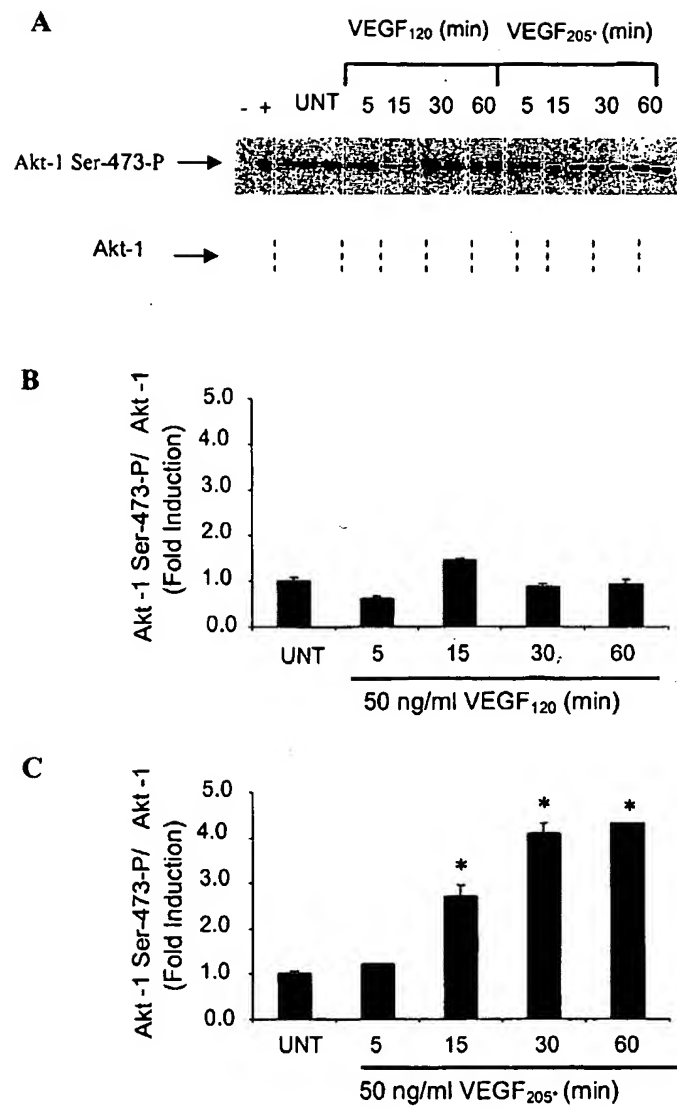 A
VEGF120 (min) VEGF205* (min)
- + UNT 5 15 30 60 5 15 30 60
Akt-1 Ser-473-P
Akt-1
B
Akt -1 Ser-473-P/ Akt -1
(Fold Induction)
5.0
4.0
3.0
2.0
1.0
0.0
UNT 5 15 30 60
50 ng/ml VEGF120 (min)
C
Akt -1 Ser-473-P/ Akt -1
(Fold Induction)
5.0
4.0
3.0
2.0
1.0
0.0
* * *
UNT 5 15 30 60
50 ng/ml VEGF205* (min)